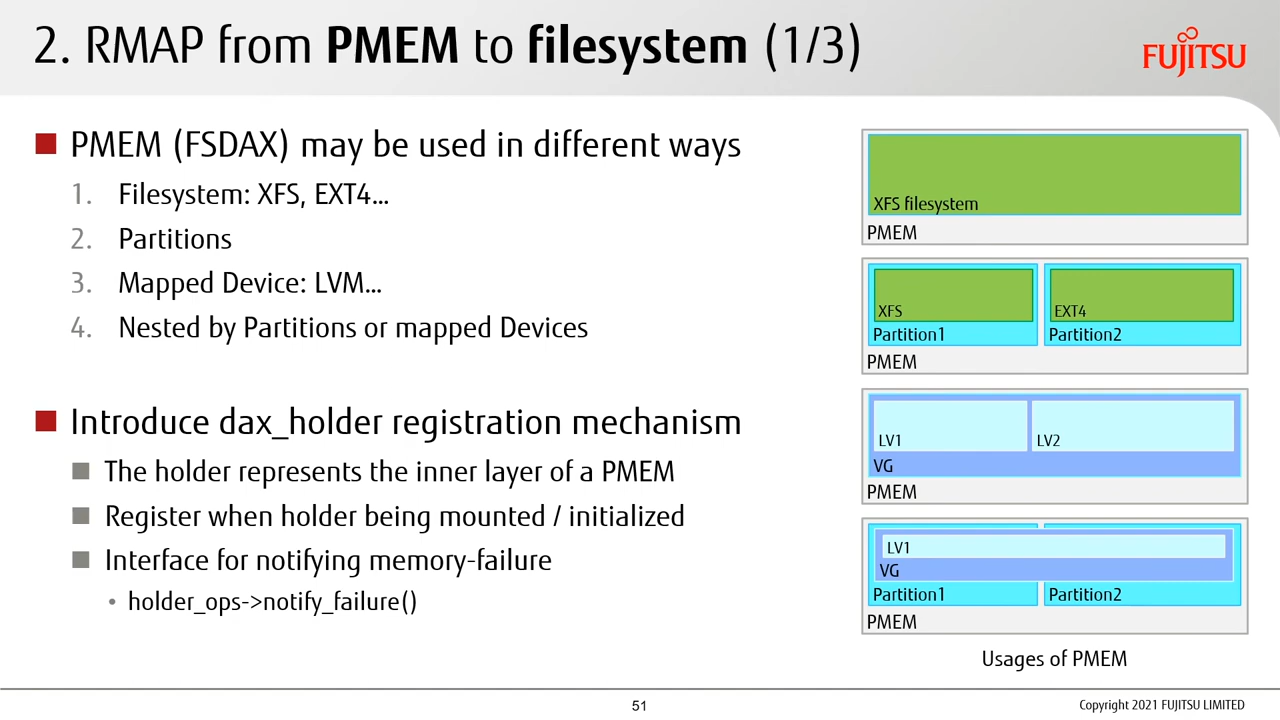 2. RMAP from PMEM to filesystem (1/3)
FUJITSU
PMEM (FSDAX) may be used in different ways
1. Filesystem: XFS, EXT4...
2. Partitions
3. Mapped Device: LVM...
4. Nested by Partitions or mapped Devices
Introduce dax_holder registration mechanism
The holder represents the inner layer of a PMEM
Register when holder being mounted / initialized
Interface for notifying memory-failure
• holder_ops->notify_failure()
XFS filesystem
PMEM
XFS
EXT4
Partition1
Partition2
PMEM
LV1
LV2
VG
PMEM
LV1
VG
Partition1
Partition2
PMEM
Usages of PMEM
51
Copyright 2021 FUJITSU LIMITED